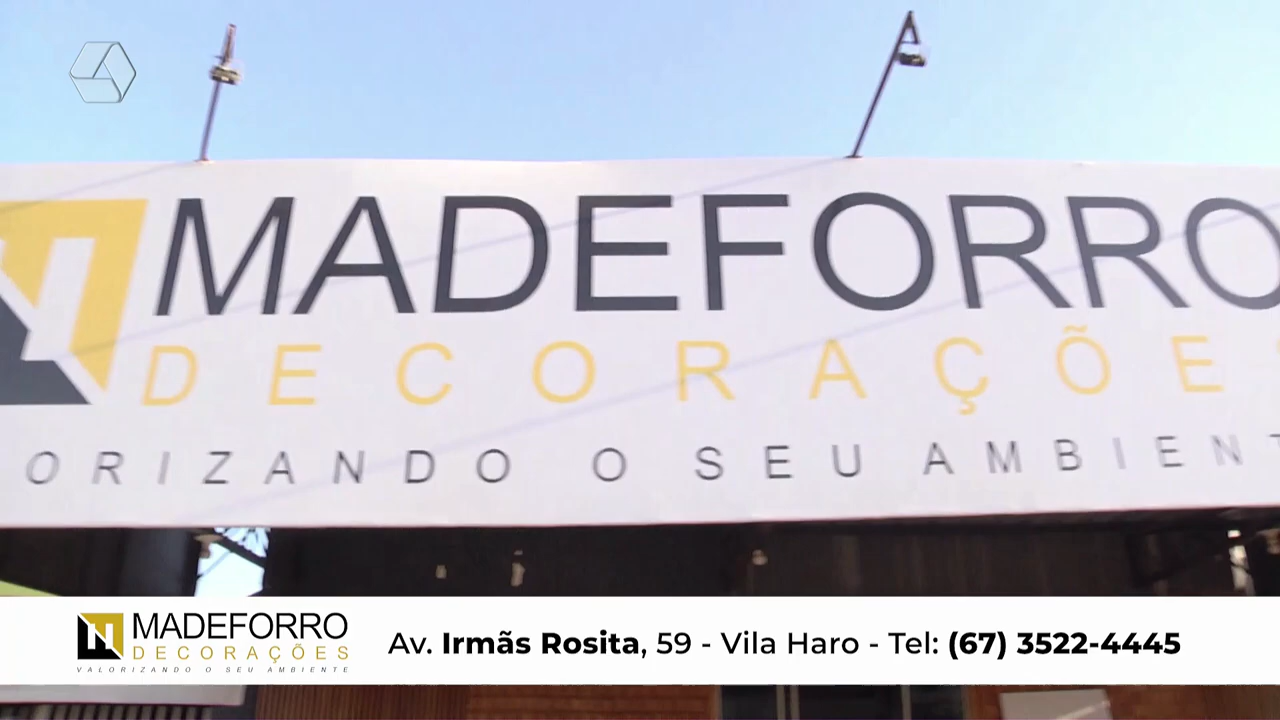 MADEFORRO
DECORAÇÕES
ORIZANDO O SEU AMBIENT
MADEFORRO
DECORAÇÕES
VALORIZANDO O SEU AMBIENTE
Av. Irmãs Rosita, 59 - Vila Haro - Tel: (67) 3522-4445